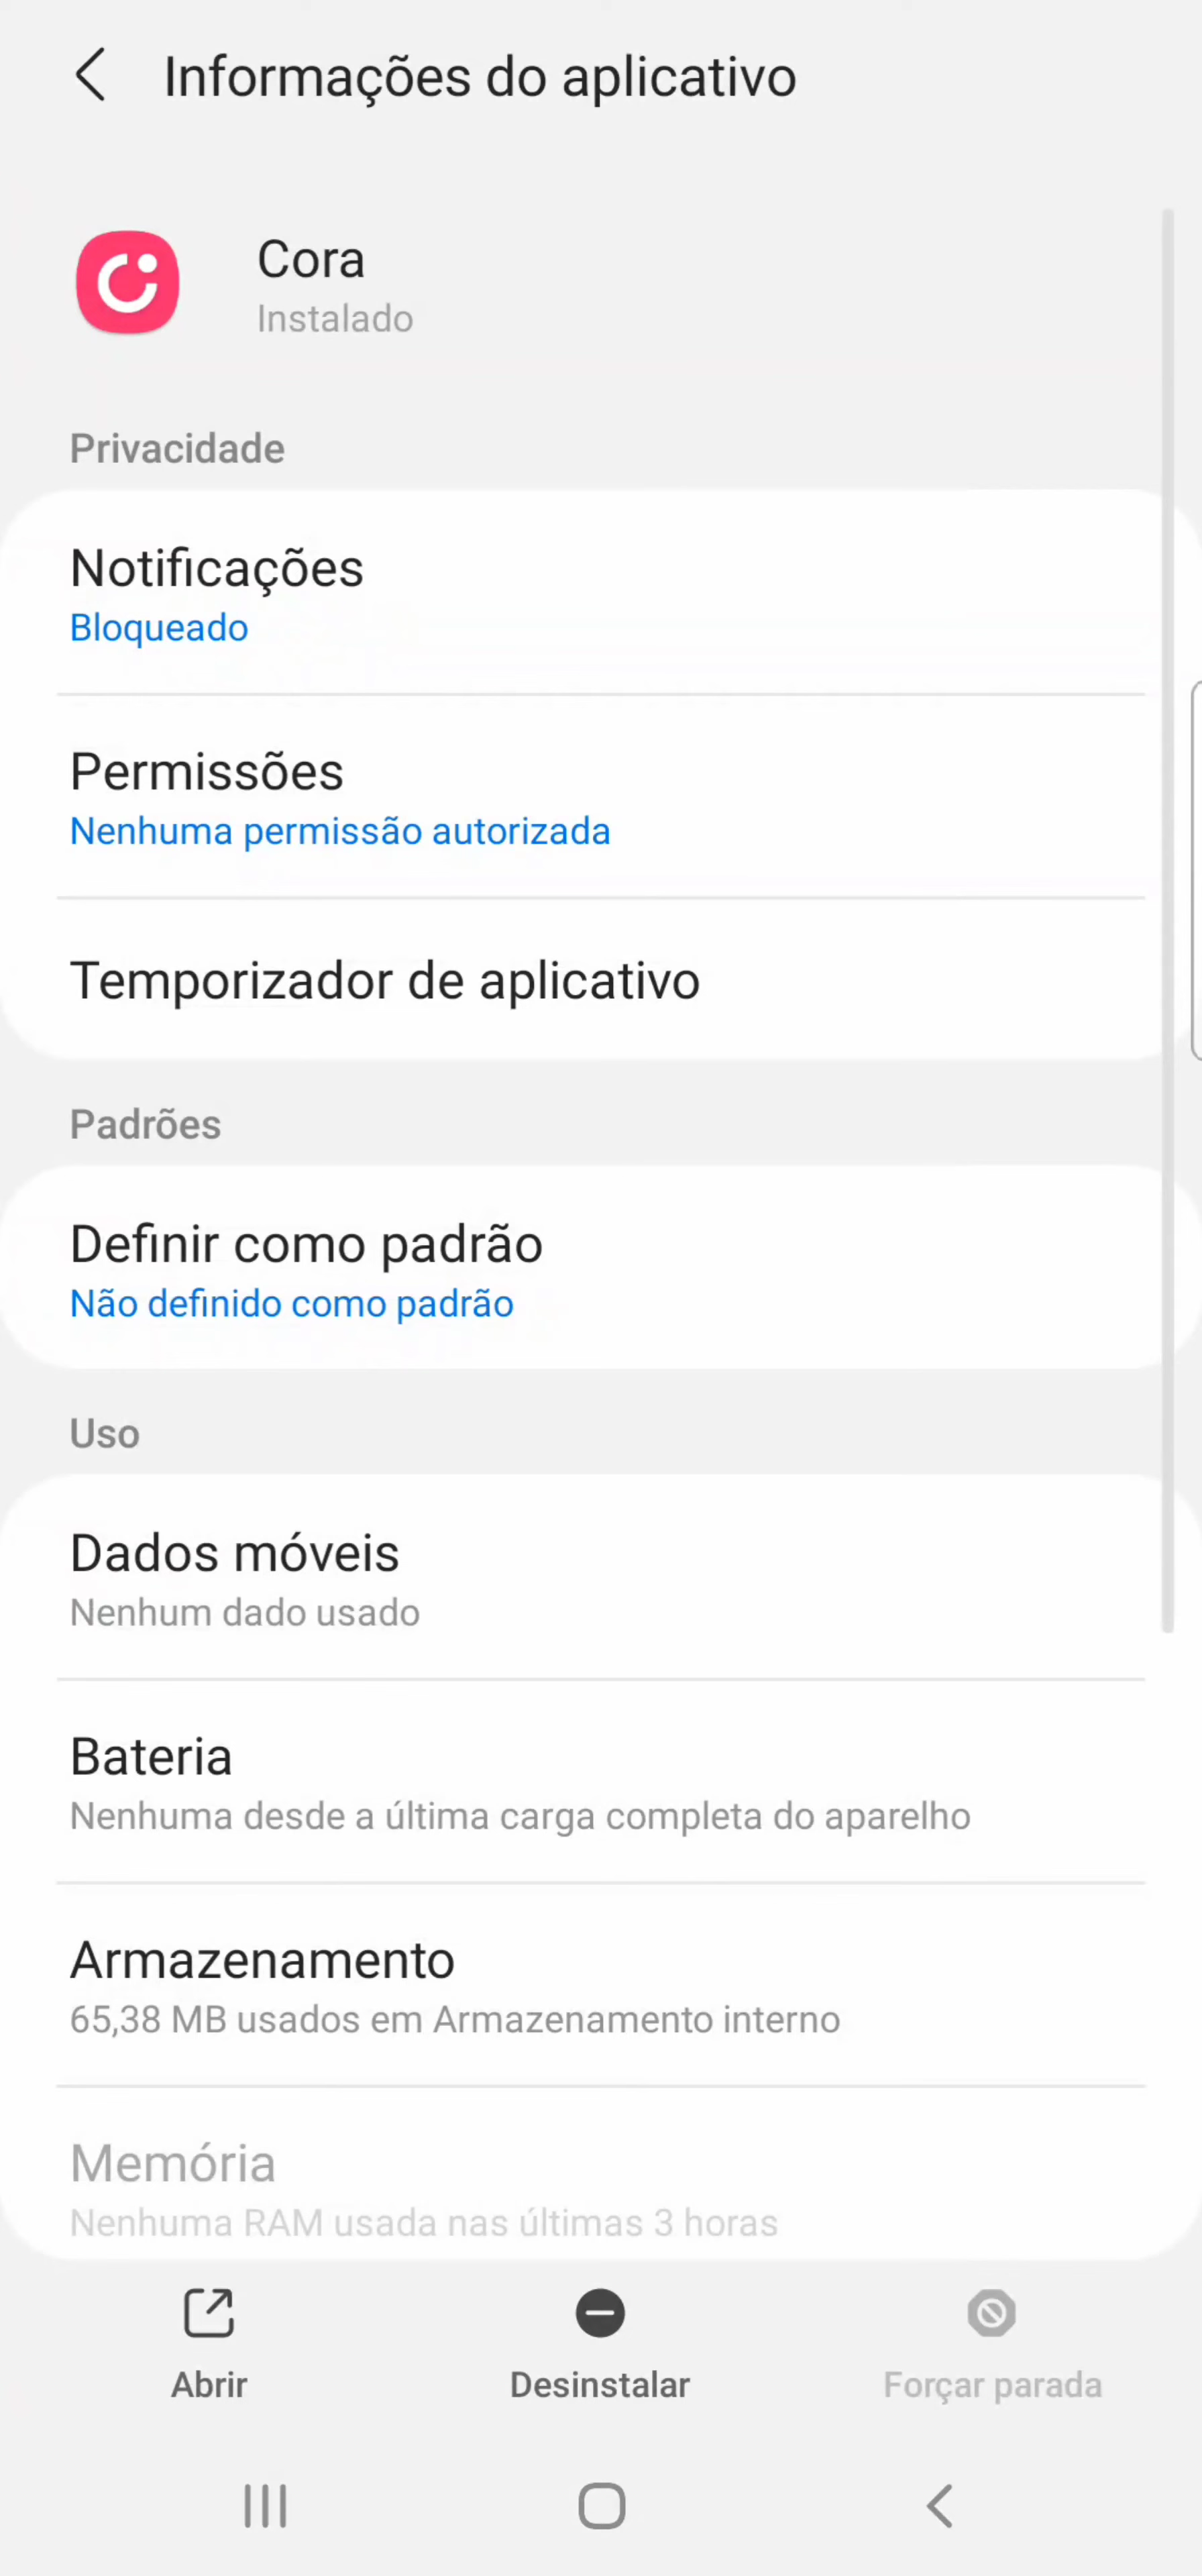 Informações do aplicativo
Cora
Instalado
Privacidade
Notificações
Bloqueado
Permissões
Nenhuma permissão autorizada
Temporizador de aplicativo
Padrões
Definir como padrão
Não definido como padrão
Uso
Dados móveis
Nenhum dado usado
Bateria
Nenhuma desde a última carga completa do aparelho
Armazenamento
65,38 MB usados em Armazenamento interno
Memória
Nenhuma RAM usada nas últimas 3 horas
Abrir
Desinstalar
Forçar parada